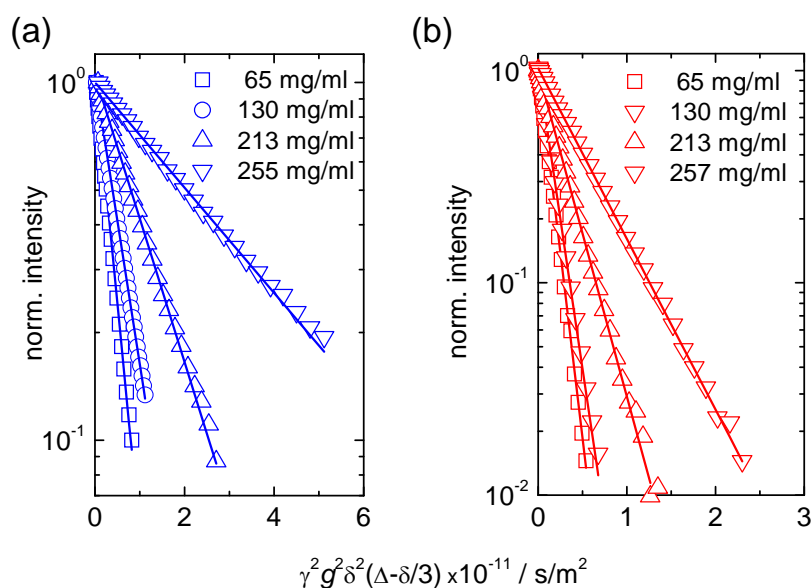 (a)
10⁰
10⁻¹
norm. intensity
65 mg/ml
130 mg/ml
213 mg/ml
255 mg/ml
0 2 4 6
(b)
10⁰
10⁻¹
10⁻²
norm. intensity
65 mg/ml
130 mg/ml
213 mg/ml
257 mg/ml
0 1 2 3
γ²g²δ²(Δ-δ/3) x10⁻¹¹ / s/m²